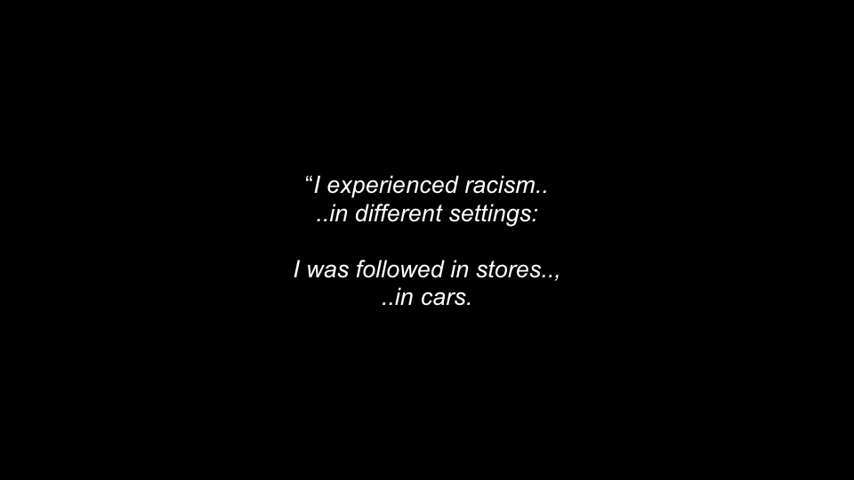 “I experienced racism..
..in different settings:
I was followed in stores..,
..in cars.